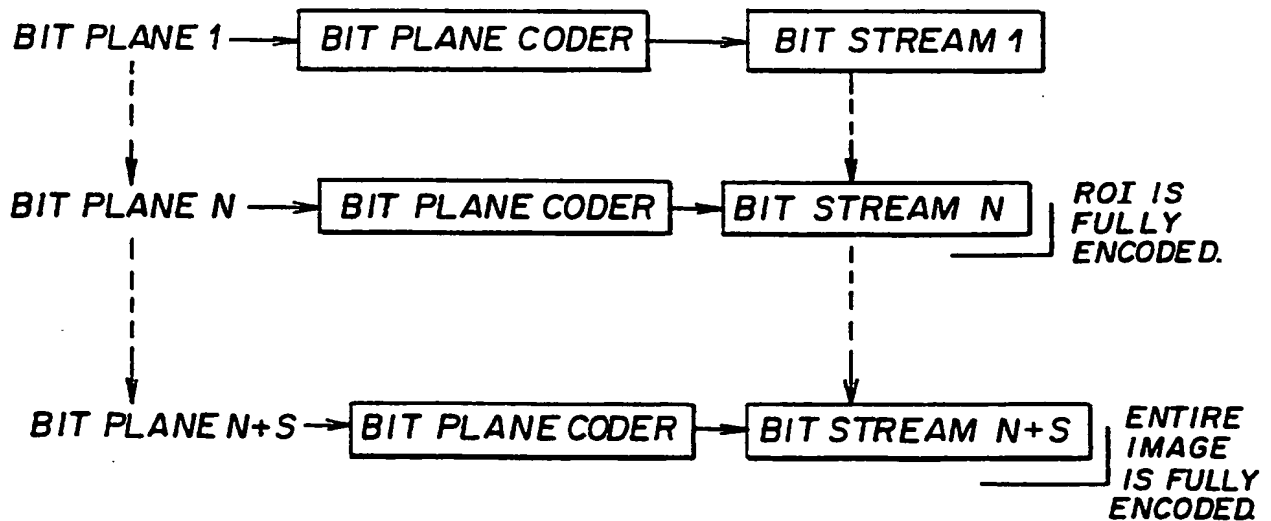 BIT PLANE 1
BIT PLANE CODER
BIT STREAM 1
BIT PLANE N
BIT PLANE CODER
BIT STREAM N
ROI IS
FULLY
ENCODED.
BIT PLANE N+S
BIT PLANE CODER
BIT STREAM N+S
ENTIRE
IMAGE
IS FULLY
ENCODED.